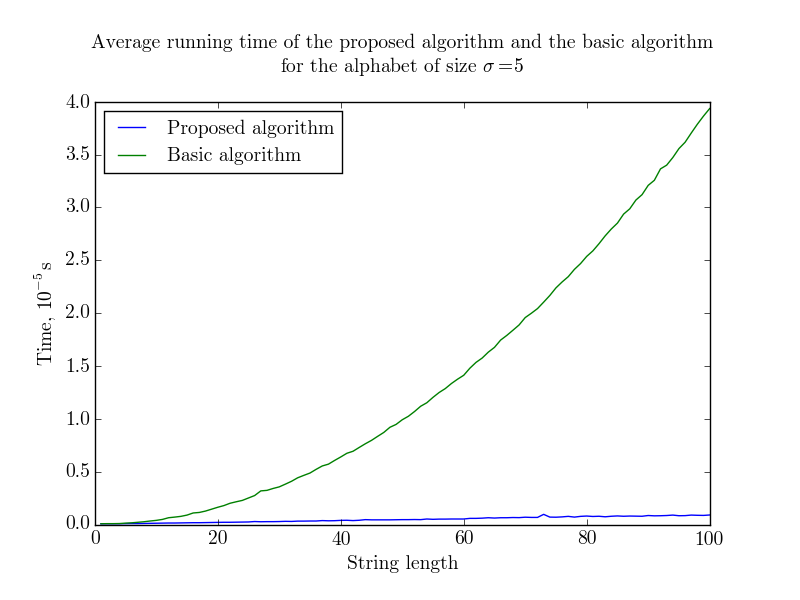 Average running time of the proposed algorithm and the basic algorithm
for the alphabet of size σ=5
Proposed algorithm
Basic algorithm
4.0
3.5
3.0
2.5
2.0
1.5
1.0
0.5
0.0
Time, 10⁻⁵ s
0 20 40 60 80 100
String length